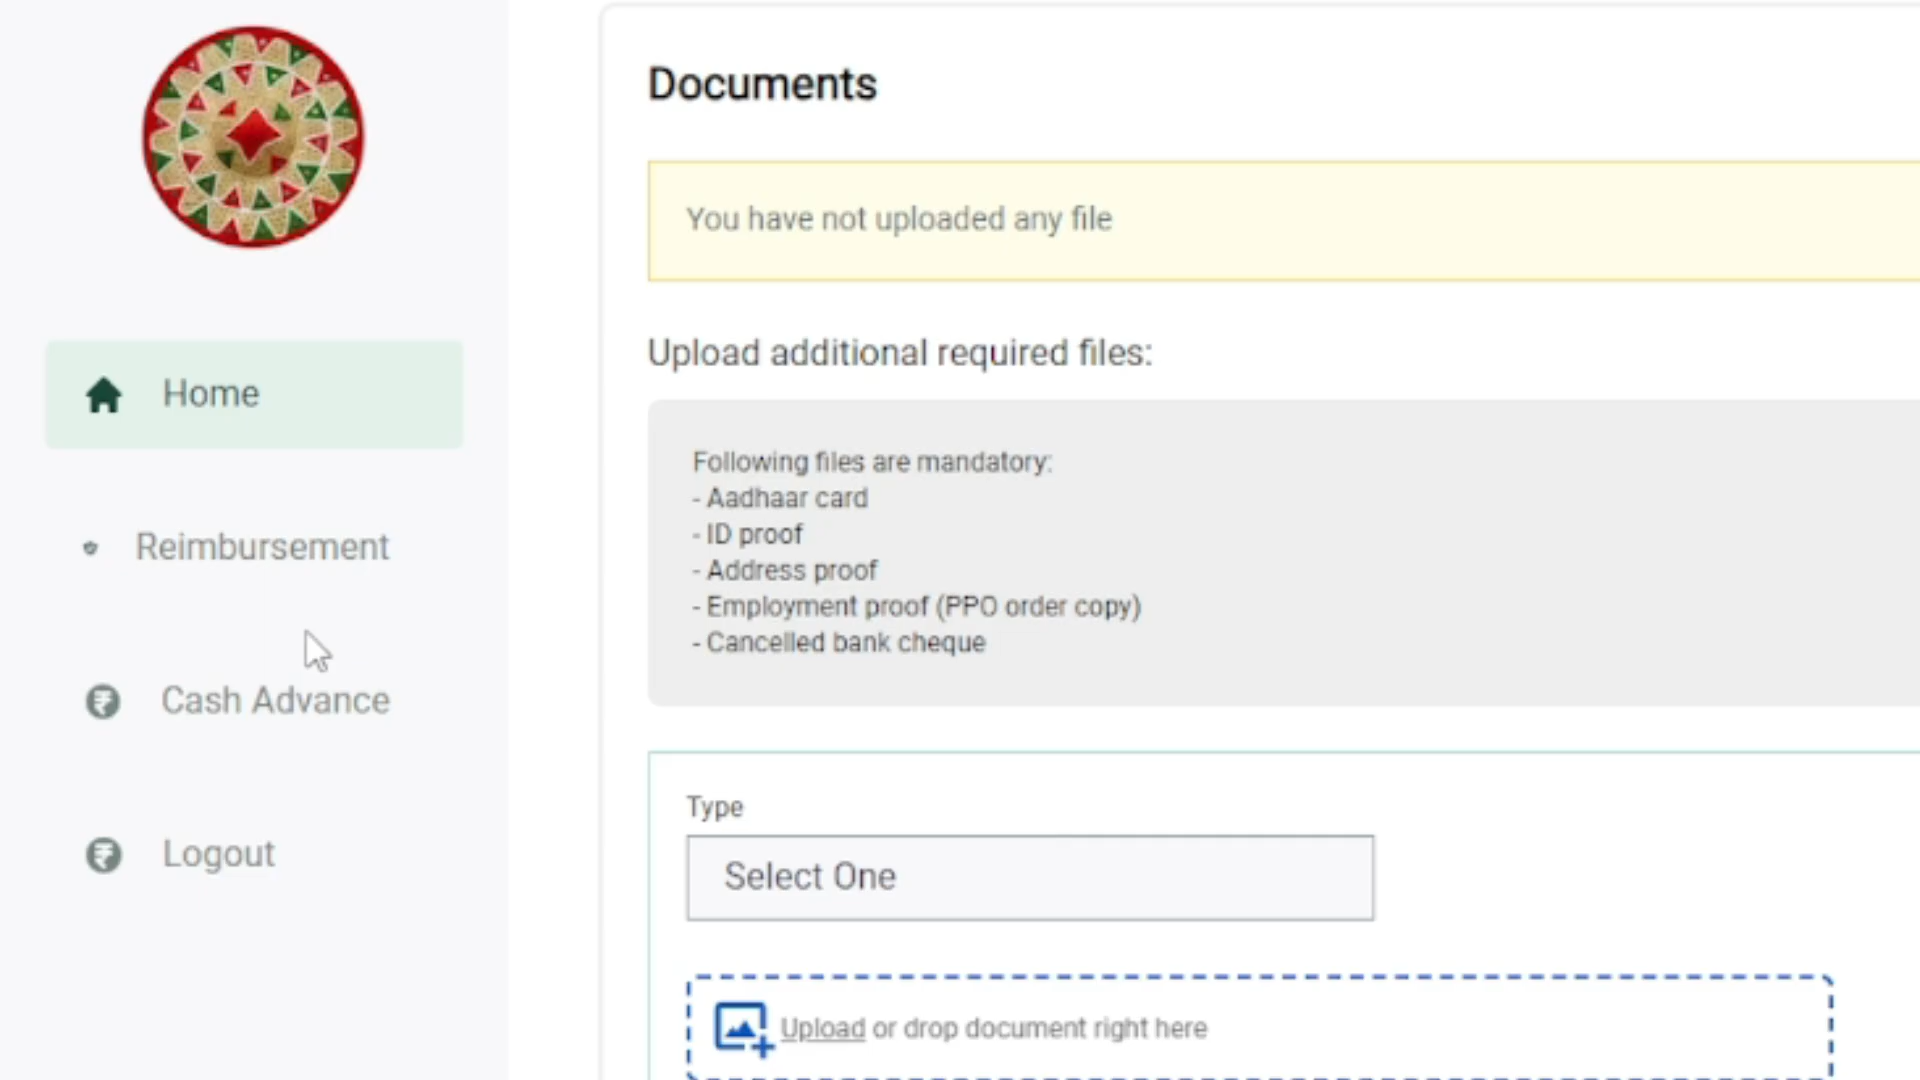 Documents
You have not uploaded any file
Upload additional required files:
Following files are mandatory:
- Aadhaar card
- ID proof
- Address proof
- Employment proof (PPO order copy)
- Cancelled bank cheque
Type
Select One
Upload or drop document right here
Home
Reimbursement
Cash Advance
Logout